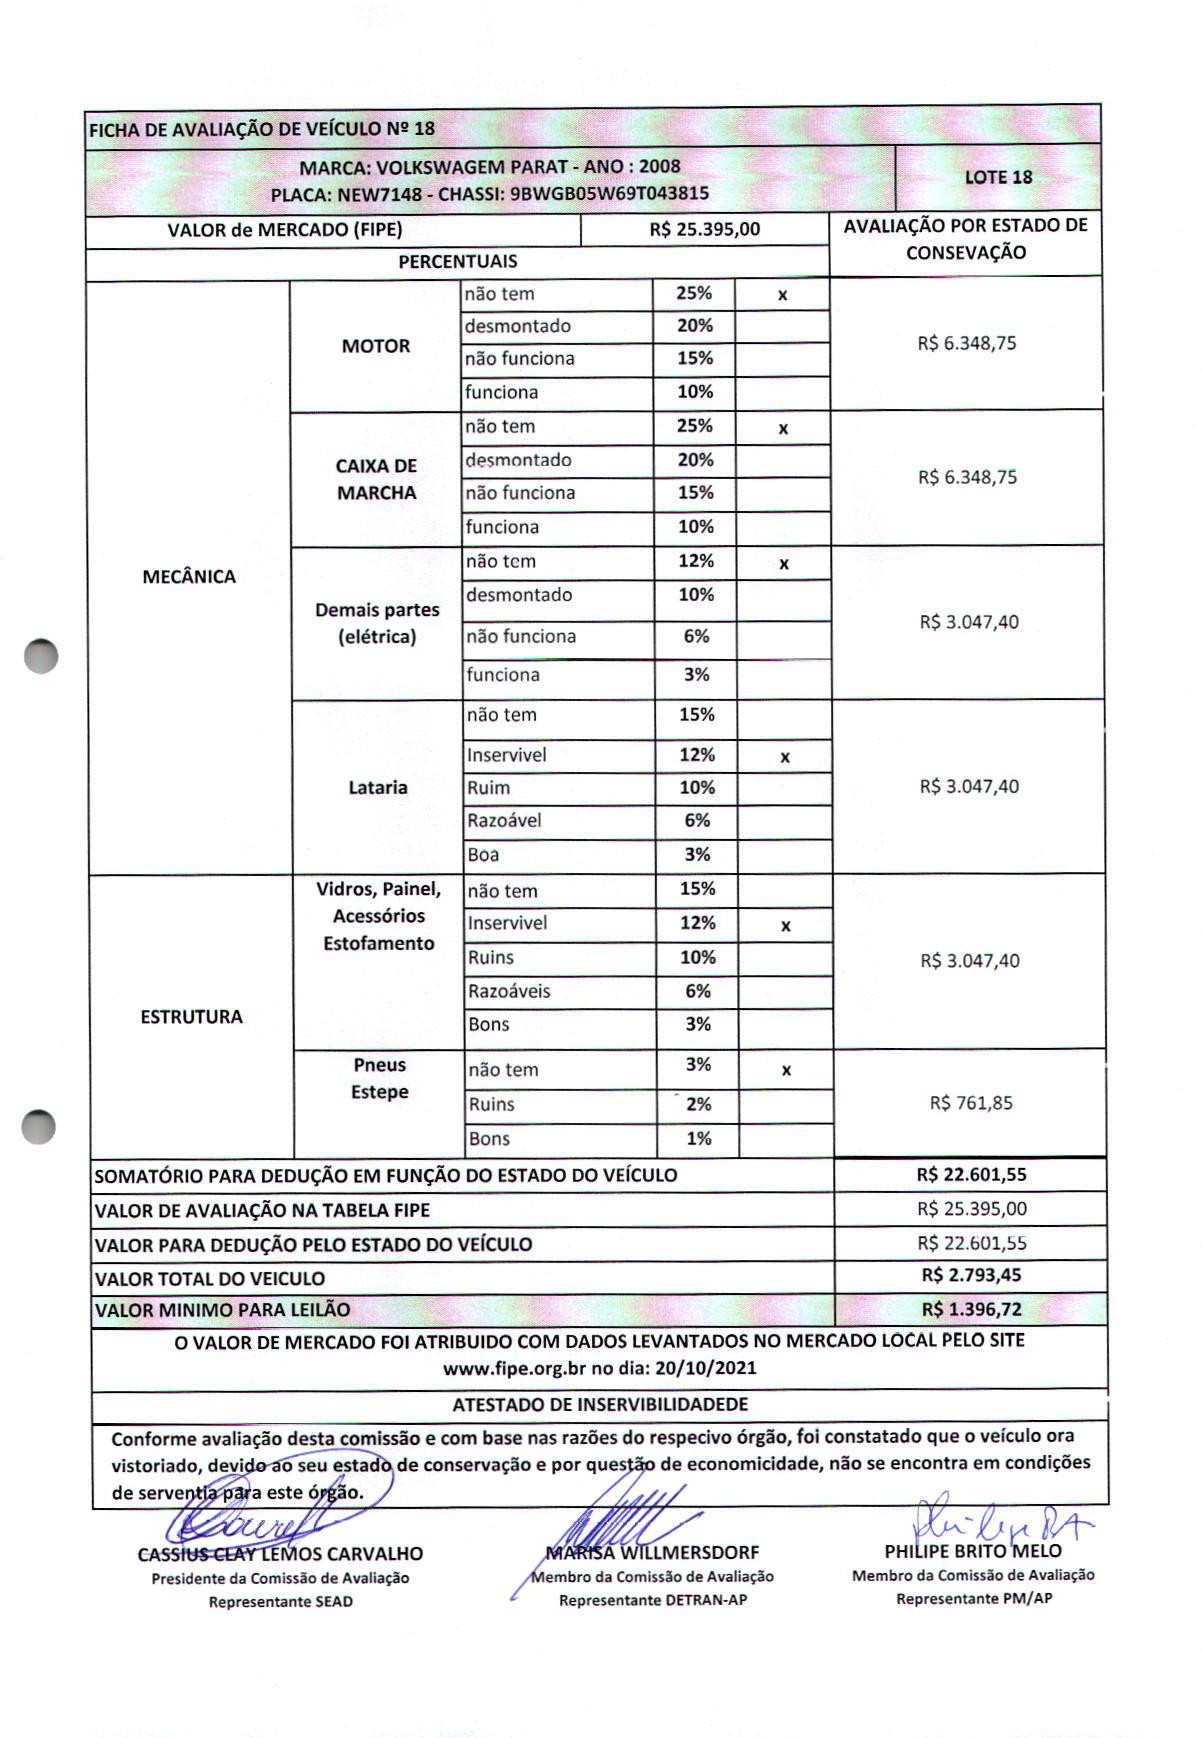 FICHA DE AVALIAÇÃO DE VEÍCULO Nº 18
MARCA: VOLKSWAGEM PARAT - ANO : 2008
PLACA: NEW7148 - CHASSI: 9BWGB05W69T043815
LOTE 18
VALOR de MERCADO (FIPE)
R$ 25.395,00
AVALIAÇÃO POR ESTADO DE
CONSEVAÇÃO
PERCENTUAIS
MECÂNICA
MOTOR
não tem 25% x
desmontado 20%
não funciona 15%
funciona 10%
R$ 6.348,75
CAIXA DE
MARCHA
não tem 25% x
desmontado 20%
não funciona 15%
funciona 10%
R$ 6.348,75
Demais partes
(elétrica)
não tem 12% x
desmontado 10%
não funciona 6%
funciona 3%
R$ 3.047,40
Lataria
não tem 15%
Inservivel 12% x
Ruim 10%
Razoável 6%
Boa 3%
R$ 3.047,40
ESTRUTURA
Vidros, Painel,
Acessórios
Estofamento
não tem 15%
Inservivel 12% x
Ruins 10%
Razoáveis 6%
Bons 3%
R$ 3.047,40
Pneus
Estepe
não tem 3% x
Ruins 2%
Bons 1%
R$ 761,85
SOMATÓRIO PARA DEDUÇÃO EM FUNÇÃO DO ESTADO DO VEÍCULO R$ 22.601,55
VALOR DE AVALIAÇÃO NA TABELA FIPE R$ 25.395,00
VALOR PARA DEDUÇÃO PELO ESTADO DO VEÍCULO R$ 22.601,55
VALOR TOTAL DO VEICULO R$ 2.793,45
VALOR MINIMO PARA LEILÃO R$ 1.396,72
O VALOR DE MERCADO FOI ATRIBUIDO COM DADOS LEVANTADOS NO MERCADO LOCAL PELO SITE
www.fipe.org.br no dia: 20/10/2021
ATESTADO DE INSERVIBILIDADEDE
Conforme avaliação desta comissão e com base nas razões do respecivo órgão, foi constatado que o veículo ora
vistoriado, devido ao seu estado de conservação e por questão de economicidade, não se encontra em condições
de serventia para este órgão.
CASSIUS CLAY LEMOS CARVALHO
Presidente da Comissão de Avaliação
Representante SEAD
MARISA WILLMERSDORF
Membro da Comissão de Avaliação
Representante DETRAN-AP
PHILIPE BRITO MELO
Membro da Comissão de Avaliação
Representante PM/AP